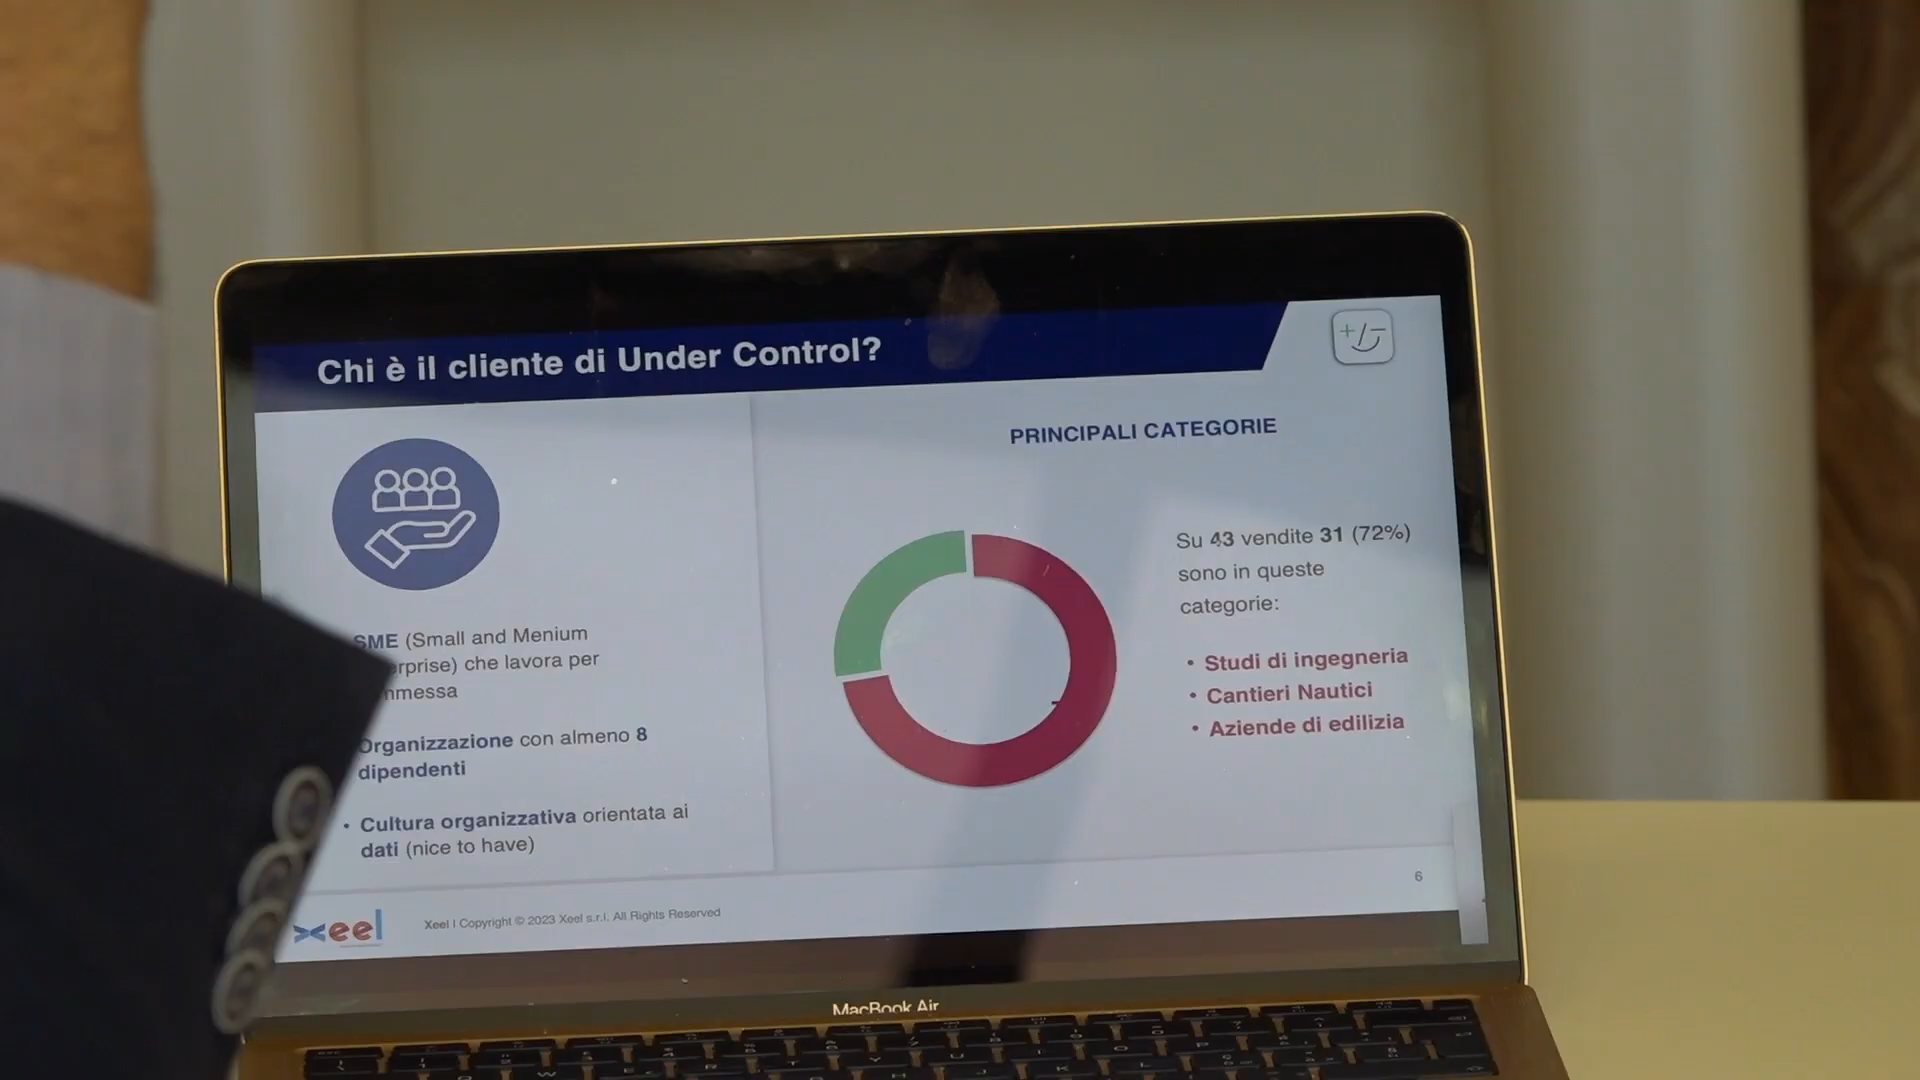 Chi è il cliente di Under Control?
PRINCIPALI CATEGORIE
SME (Small and Menium
erprise) che lavora per
mmessa
Organizzazione con almeno 8
dipendenti
• Cultura organizzativa orientata ai
dati (nice to have)
Su 43 vendite 31 (72%)
sono in queste
categorie:
• Studi di ingegneria
• Cantieri Nautici
• Aziende di edilizia
6
xeel
Xeel | Copyright © 2023 Xeel s.r.l. All Rights Reserved
MacBook Air